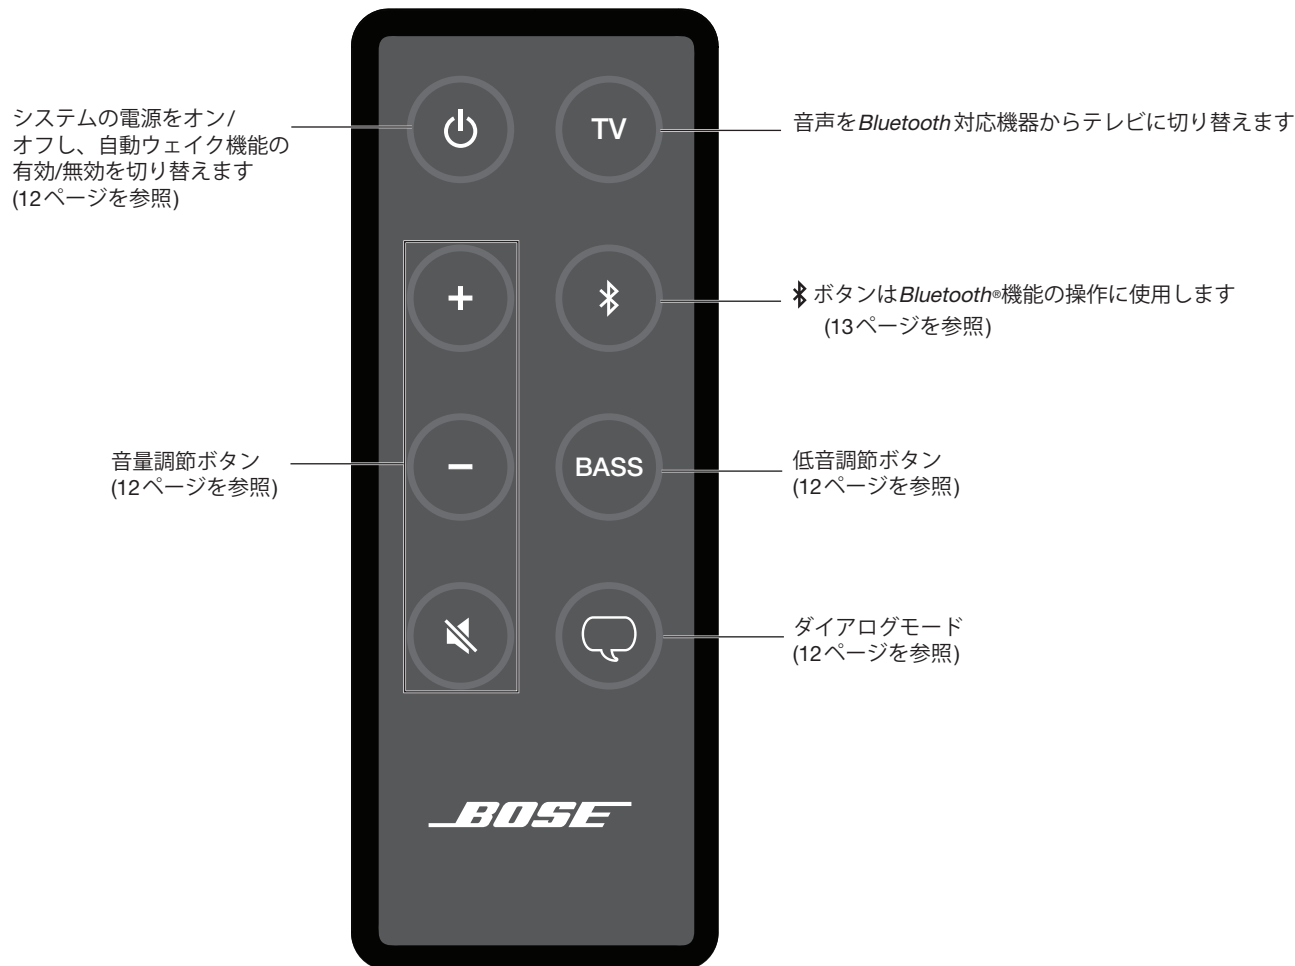 システムの電源をオン/
オフし、自動ウェイク機能の
有効/無効を切り替えます
(12ページを参照)
TV
音声をBluetooth対応機器からテレビに切り替えます
ボタンはBluetooth®機能の操作に使用します
(13ページを参照)
音量調節ボタン
(12ページを参照)
BASS
低音調節ボタン
(12ページを参照)
ダイアログモード
(12ページを参照)
BOSE